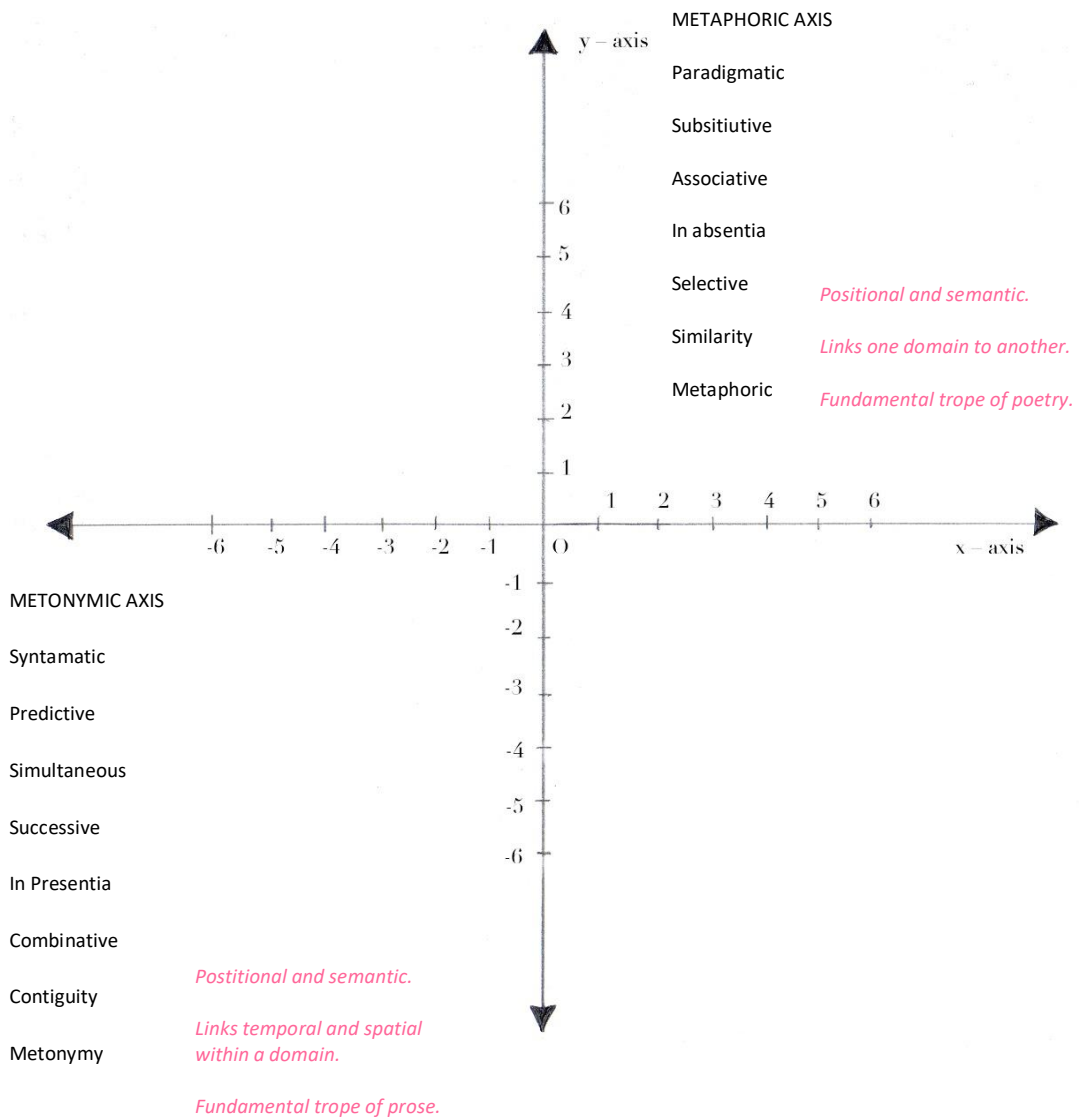 METAPHORIC AXIS
y – axis
Paradigmatic
Subsitiutive
Associative
In absentia
Selective
Positional and semantic.
Similarity
Links one domain to another.
Metaphoric
Fundamental trope of poetry.
6
5
4
3
2
1
1 2 3 4 5 6
-6 -5 -4 -3 -2 -1 O
x – axis
-1
-2
-3
-4
-5
-6
METONYMIC AXIS
Syntamatic
Predictive
Simultaneous
Successive
In Presentia
Combinative
Contiguity
Metonymy
Postitional and semantic.
Links temporal and spatial
within a domain.
Fundamental trope of prose.